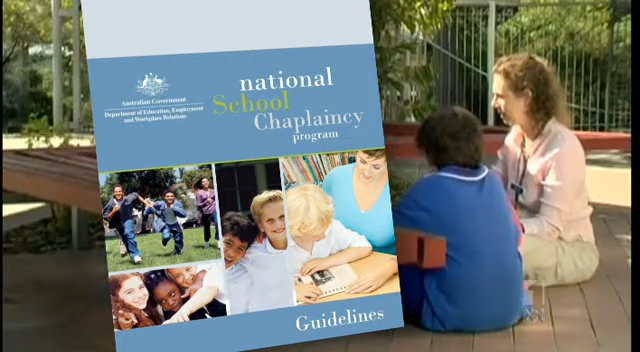 Australian Government
Department of Education, Employment
and Workplace Relations
national
School
Chaplaincy
program
Guidelines